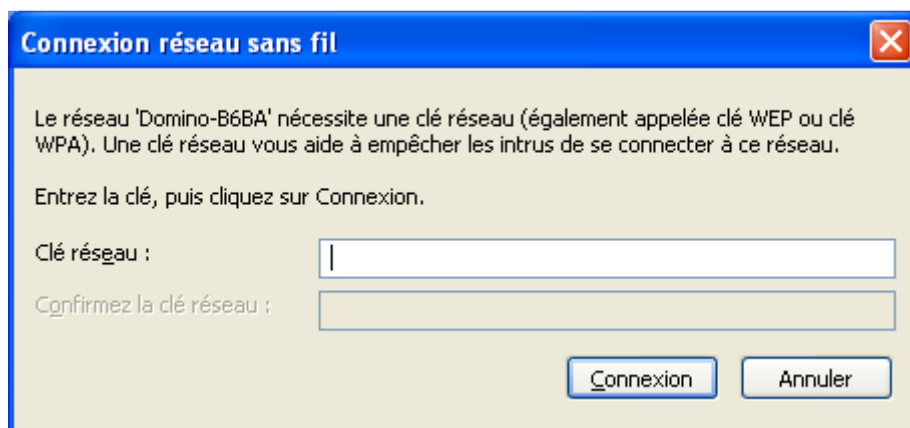 Connexion réseau sans fil
Le réseau 'Domino-B6BA' nécessite une clé réseau (également appelée clé WEP ou clé
WPA). Une clé réseau vous aide à empêcher les intrus de se connecter à ce réseau.
Entrez la clé, puis cliquez sur Connexion.
Clé réseau :
Confirmez la clé réseau :
Connexion Annuler